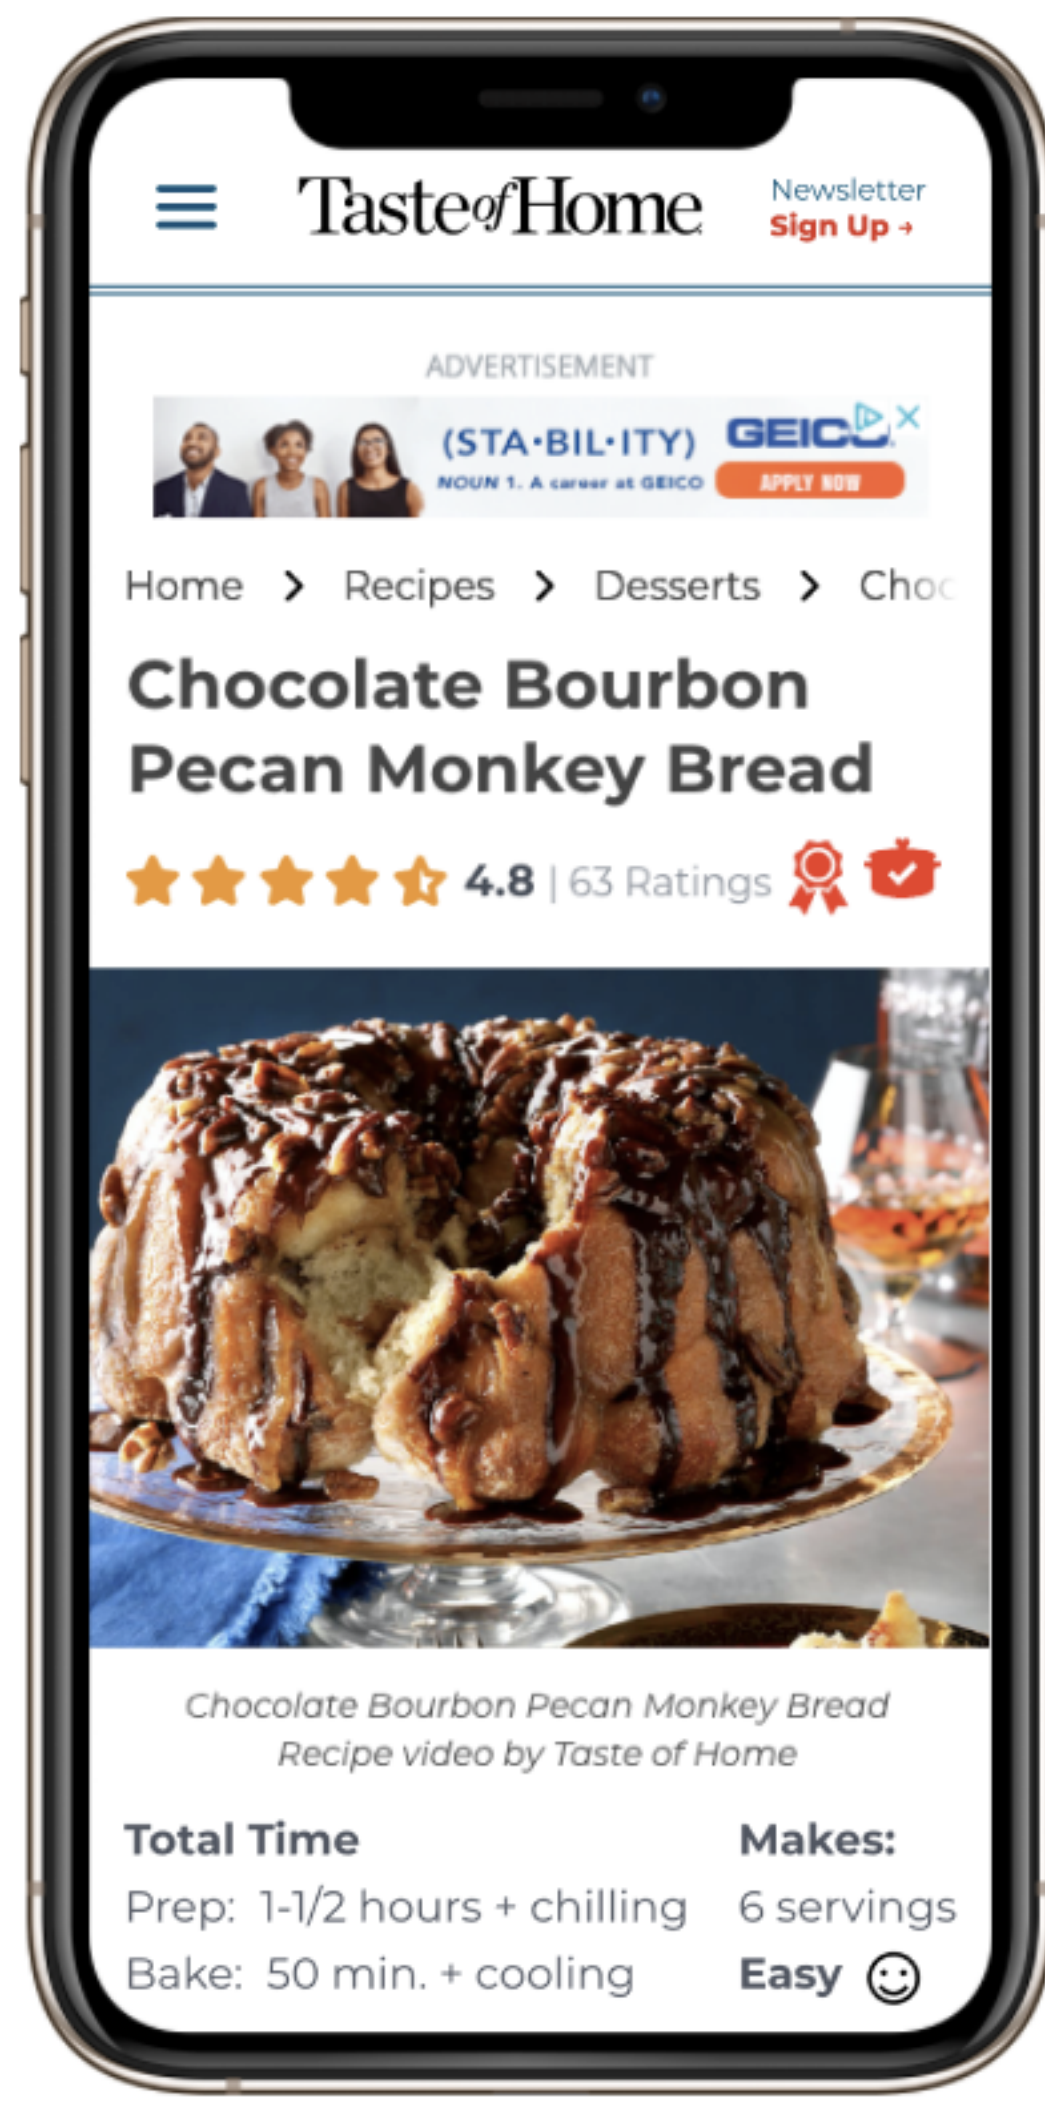 Taste of Home
Newsletter
Sign Up →
ADVERTISEMENT
(STA•BIL•ITY)
NOUN 1. A career at GEICO
GEICO
APPLY NOW
Home > Recipes > Desserts > Choc
Chocolate Bourbon
Pecan Monkey Bread
4.8 | 63 Ratings
Chocolate Bourbon Pecan Monkey Bread
Recipe video by Taste of Home
Total Time
Makes:
Prep: 1-1/2 hours + chilling
6 servings
Bake: 50 min. + cooling
Easy